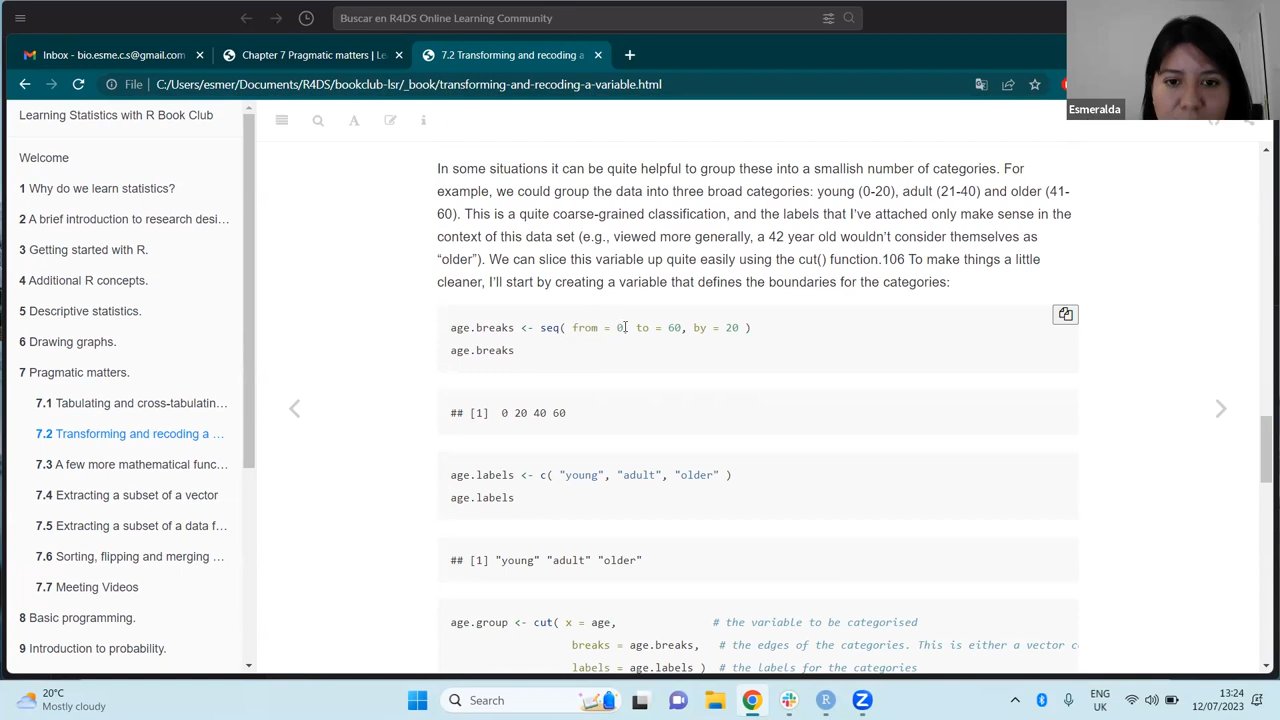 Buscar en R4DS Online Learning Community
Inbox - bio.esme.c.s@gmail.com
Chapter 7 Pragmatic matters | Le
7.2 Transforming and recoding a
File
C:/Users/esmer/Documents/R4DS/bookclub-lsr/_book/transforming-and-recoding-a-variable.html
Esmeralda
Learning Statistics with R Book Club
Welcome
1 Why do we learn statistics?
2 A brief introduction to research desi...
3 Getting started with R.
4 Additional R concepts.
5 Descriptive statistics.
6 Drawing graphs.
7 Pragmatic matters.
7.1 Tabulating and cross-tabulatin...
7.2 Transforming and recoding a ...
7.3 A few more mathematical func...
7.4 Extracting a subset of a vector
7.5 Extracting a subset of a data f...
7.6 Sorting, flipping and merging ...
7.7 Meeting Videos
8 Basic programming.
9 Introduction to probability.
In some situations it can be quite helpful to group these into a smallish number of categories. For
example, we could group the data into three broad categories: young (0-20), adult (21-40) and older (41-
60). This is a quite coarse-grained classification, and the labels that I've attached only make sense in the
context of this data set (e.g., viewed more generally, a 42 year old wouldn't consider themselves as
“older”). We can slice this variable up quite easily using the cut() function.106 To make things a little
cleaner, I'll start by creating a variable that defines the boundaries for the categories:
age.breaks <- seq( from = 0, to = 60, by = 20 )
age.breaks
## [1]  0 20 40 60
age.labels <- c( "young", "adult", "older" )
age.labels
## [1] "young" "adult" "older"
age.group <- cut( x = age, # the variable to be categorised
breaks = age.breaks, # the edges of the categories. This is either a vector c
labels = age.labels ) # the labels for the categories
20°C
Mostly cloudy
Search
ENG
UK
13:24
12/07/2023